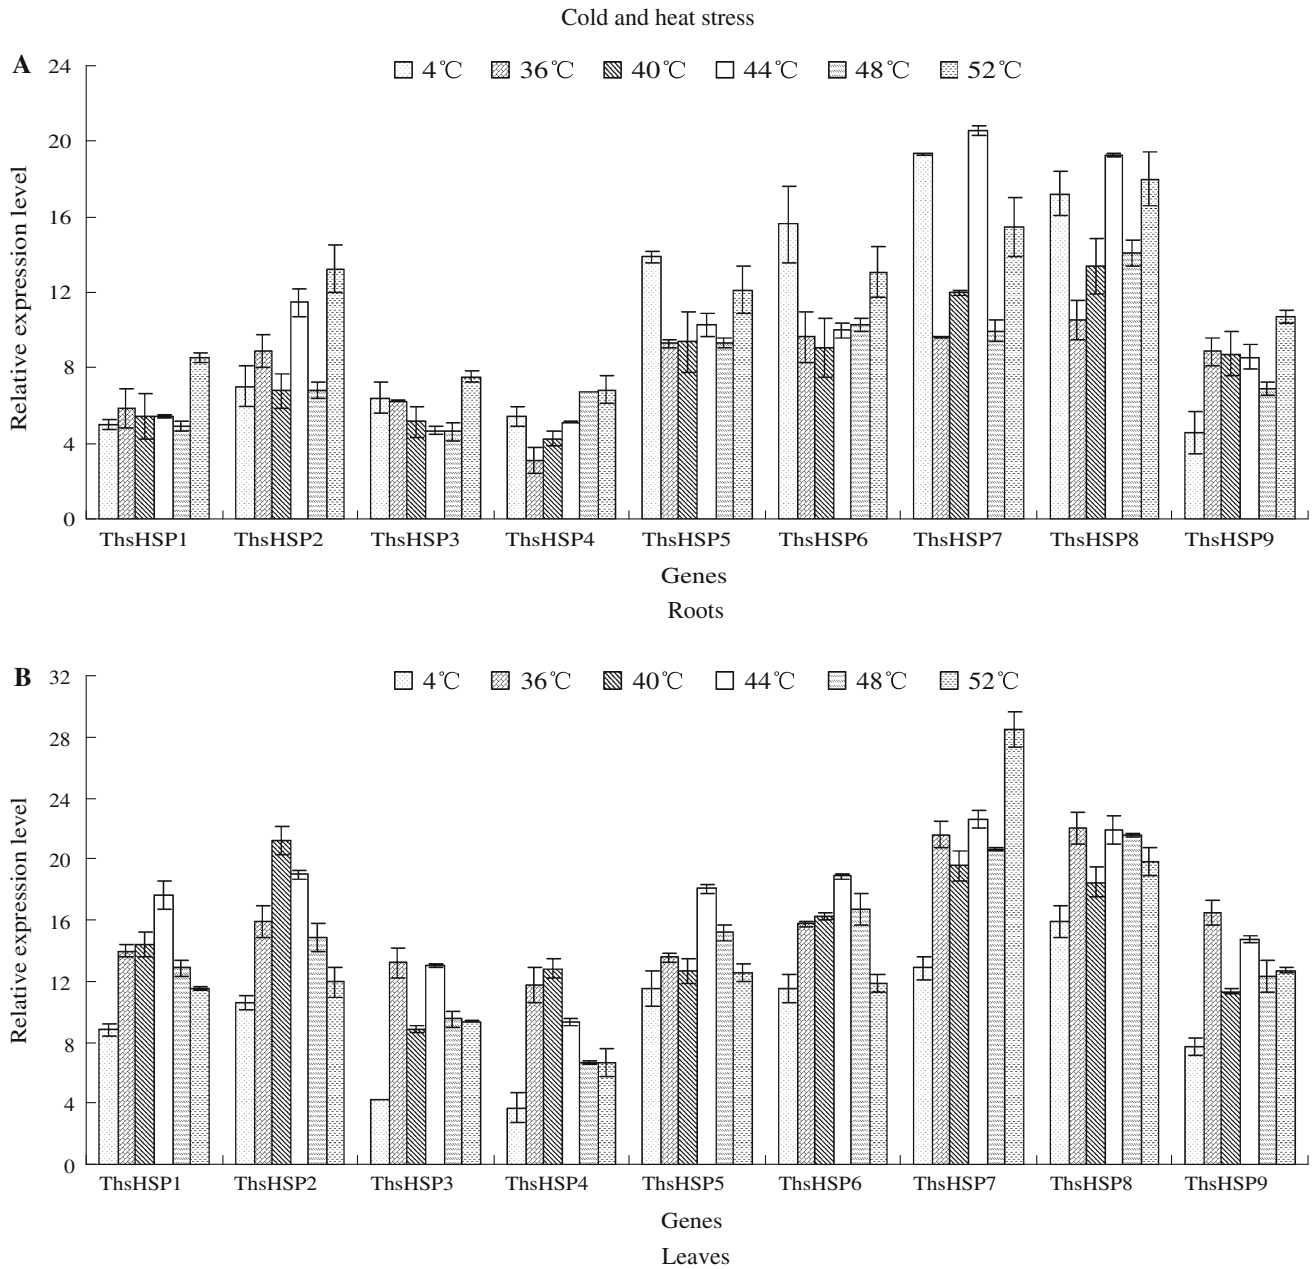 Cold and heat stress
A
4℃ 36℃ 40℃ 44℃ 48℃ 52℃
24
20
16
12
8
4
0
Relative expression level
ThsHSP1 ThsHSP2 ThsHSP3 ThsHSP4 ThsHSP5 ThsHSP6 ThsHSP7 ThsHSP8 ThsHSP9
Genes
Roots
B
4℃ 36℃ 40℃ 44℃ 48℃ 52℃
32
28
24
20
16
12
8
4
0
Relative expression level
ThsHSP1 ThsHSP2 ThsHSP3 ThsHSP4 ThsHSP5 ThsHSP6 ThsHSP7 ThsHSP8 ThsHSP9
Genes
Leaves